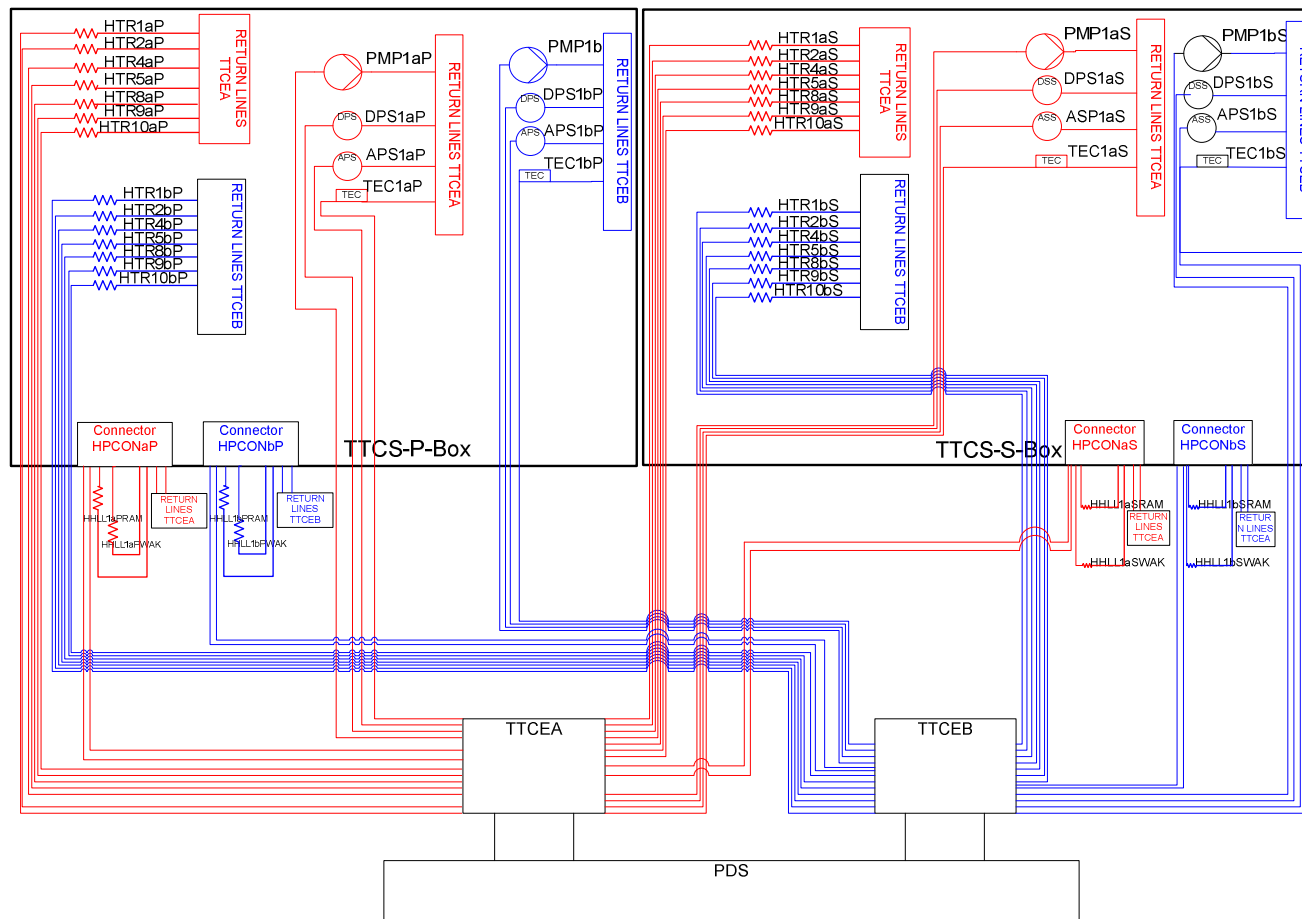 HTR1aP
HTR2aP
HTR4aP
HTR5aP
HTR8aP
HTR9aP
HTR10aP
RETURN LINES
TTCEA
PMP1aP
DPS
DPS1aP
APS
APS1aP
TEC
TEC1aP
RETURN LINES TTCEA
PMP1b
DPS
DPS1bP
APS
APS1bP
TEC
TEC1bP
RETURN LINES TTCEB
HTR1bP
HTR2bP
HTR4bP
HTR5bP
HTR8bP
HTR9bP
HTR10bP
RETURN LINES
TTCEB
Connector
HPCONaP
Connector
HPCONbP
TTCS-P-Box
HTR1aS
HTR2aS
HTR4aS
HTR5aS
HTR8aS
HTR9aS
HTR10aS
RETURN LINES
TTCEA
PMP1aS
DSS
DPS1aS
ASS
ASP1aS
TEC
TEC1aS
RETURN LINES TTCEA
PMP1bS
DSS
DPS1bS
ASS
APS1bS
TEC
TEC1bS
HTR1bS
HTR2bS
HTR4bS
HTR5bS
HTR8bS
HTR9bS
HTR10bS
RETURN LINES
TTCEB
TTCS-S-Box
Connector
HPCONaS
Connector
HPCONbS
HHLL1aPRAM
HHLL1aPWAK
RETURN
LINES
TTCEA
HHLL1bPRAM
HHLL1bPWAK
RETURN
LINES
TTCEB
HHLL1aSRAM
RETURN
LINES
TTCEA
HHLL1aSWAK
HHLL1bSRAM
RETUR
N LINES
TTCEA
HHLL1bSWAK
TTCEA
TTCEB
PDS